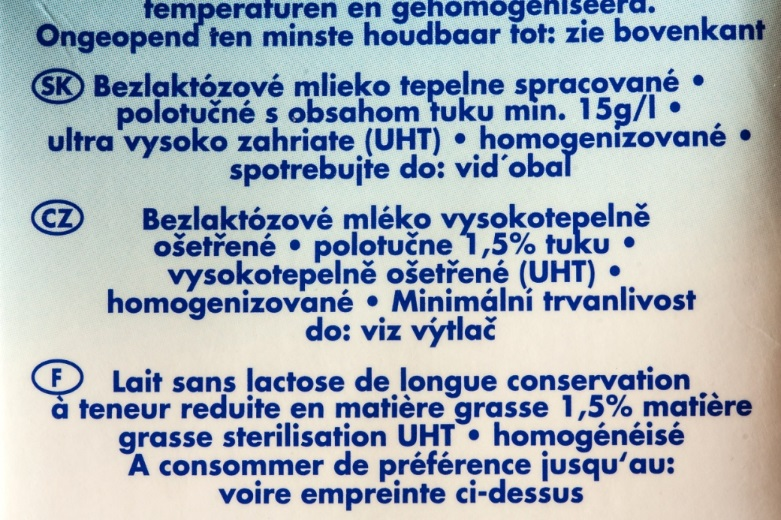 temperaturen en gehomogeniseerd.
Ongeopend ten minste houdbaar tot: zie bovenkant
SK Bezlaktózové mlieko tepelne spracované •
polotučné s obsahom tuku min. 15g/l •
ultra vysoko zahriate (UHT) • homogenizované •
spotrebujte do: viď´obal
CZ Bezlaktózové mléko vysokotepelně
ošetřené • polotučne 1,5% tuku •
vysokotepelně ošetřené (UHT) •
homogenizované • Minimální trvanlivost
do: viz výtlač
F Lait sans lactose de longue conservation
à teneur reduite en matière grasse 1,5% matière
grasse sterilisation UHT • homogénéisé
A consommer de préférence jusqu‘au:
voire empreinte ci-dessus